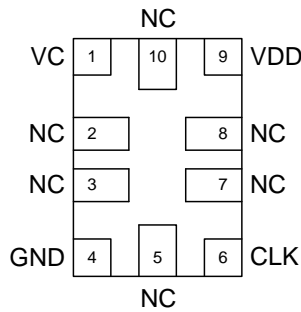 NC
VC 1 10 9 VDD
NC 2 8 NC
NC 3 7 NC
GND 4 5 6 CLK
NC